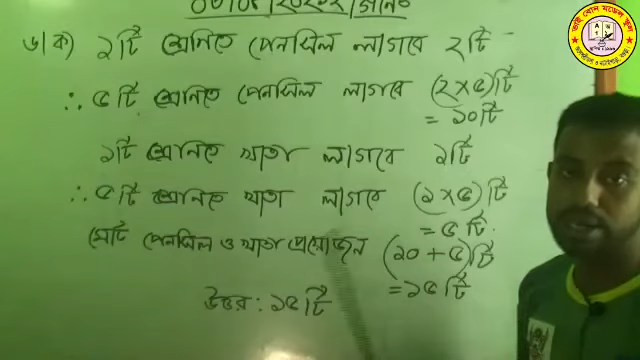 ৬। ক) ১টি শ্রেনিতে পেনসিল লাগবে ২টি
∴ ৫টি শ্রেনিতে পেনসিল লাগবে (২×৫)টি
= ১০টি
১টি শ্রেনিতে খাতা লাগবে ১টি
∴ ৫টি শ্রেনিতে খাতা লাগবে (১×৫)টি
= ৫টি
মোট পেনসিল ও খাতা প্রয়োজন (১০+৫)টি
= ১৫টি
উত্তর: ১৫টি